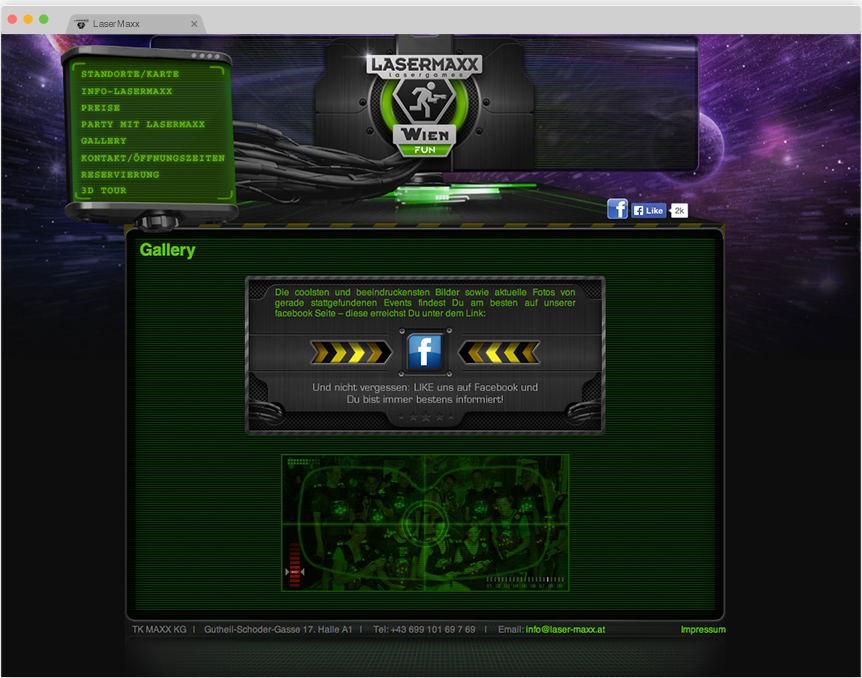 LaserMaxx
STANDORTE/KARTE
INFO-LASERMAXX
PREISE
PARTY MIT LASERMAXX
GALLERY
KONTAKT/ÖFFNUNGSZEITEN
RESERVIERUNG
3D TOUR
LASERMAXX
lasergames
WIEN
FUN
f
f Like 2k
Gallery
Die coolsten und beeindruckensten Bilder sowie aktuelle Fotos von
gerade stattgefundenen Events findest Du am besten auf unserer
facebook Seite – diese erreichst Du unter dem Link:
f
Und nicht vergessen: LIKE uns auf Facebook und
Du bist immer bestens informiert!
TK MAXX KG | Gutheil-Schoder-Gasse 17. Halle A1 | Tel: +43 699 101 69 7 69 | Email: info@laser-maxx.at Impressum